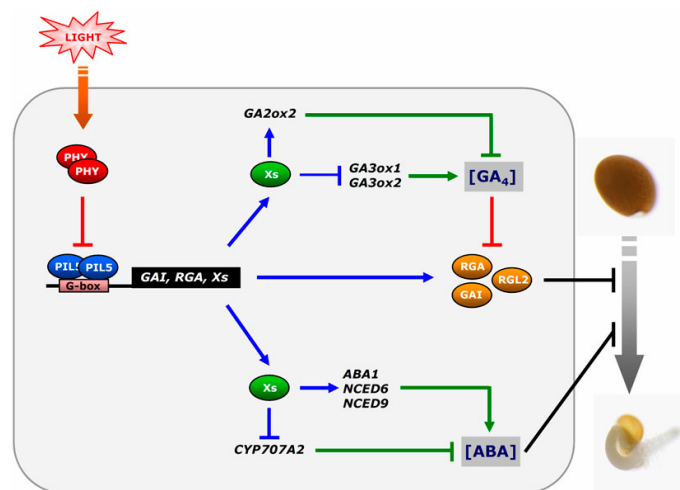 LIGHT
PHY
PHY
PIL5
PIL5
G-box
GAI, RGA, Xs
GA2ox2
Xs
GA3ox1
GA3ox2
[GA4]
RGA
RGL2
GAI
Xs
ABA1
NCED6
NCED9
CYP707A2
[ABA]